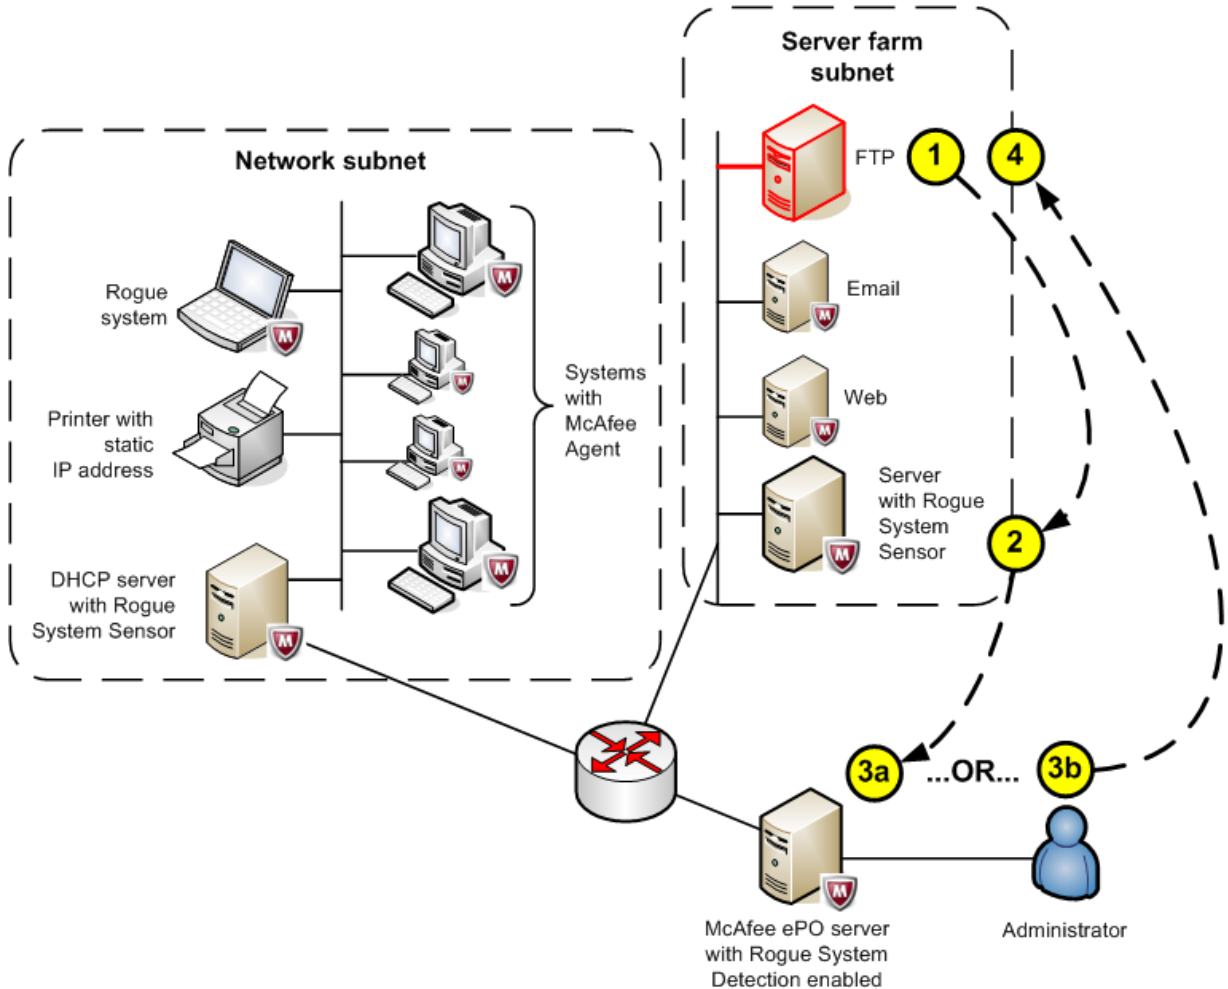 Server farm
subnet
FTP
1
4
Email
Web
Server
with Rogue
System
Sensor
2
Network subnet
Rogue
system
Printer with
static
IP address
DHCP server
with Rogue
System Sensor
Systems
with
McAfee
Agent
M
M
M
M
M
M
M
M
M
M
3a
...OR...
3b
McAfee ePO server
with Rogue System
Detection enabled
Administrator